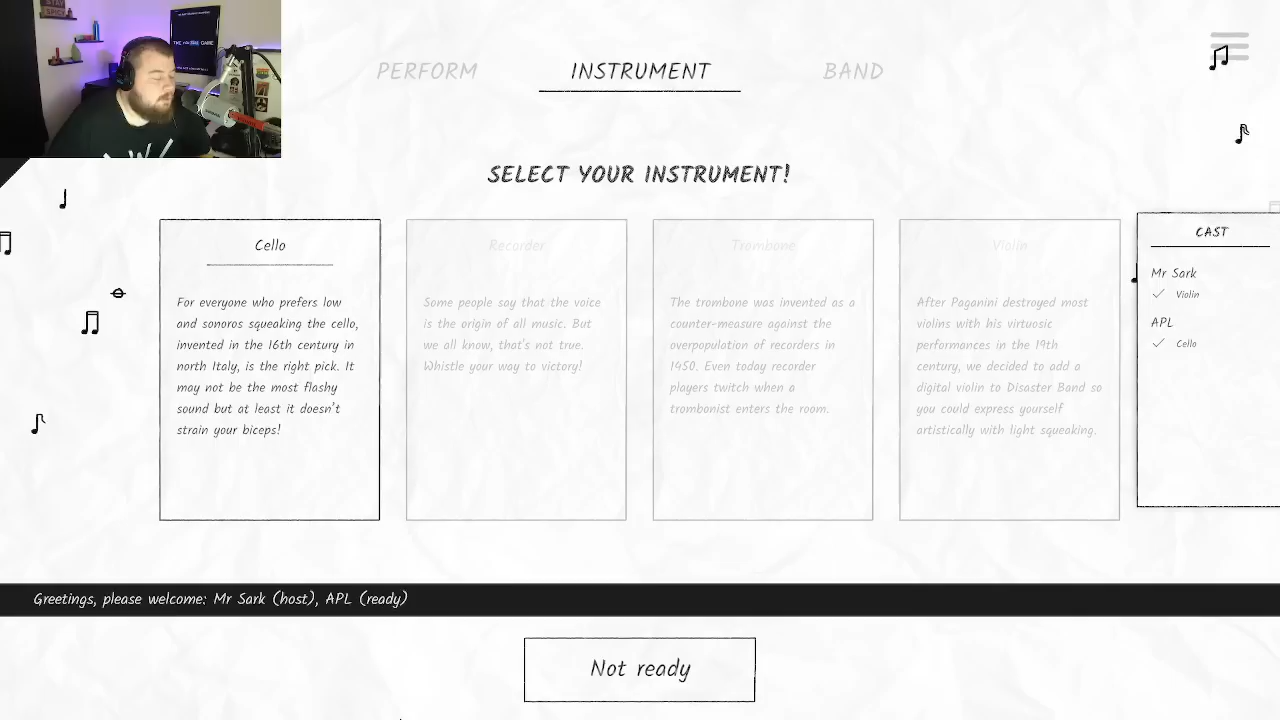 PERFORM
INSTRUMENT
BAND
SELECT YOUR INSTRUMENT!
Cello
For everyone who prefers low
and sonoros squeaking the cello,
invented in the 16th century in
north Italy, is the right pick. It
may not be the most flashy
sound but at least it doesn't
strain your biceps!
Recorder
Some people say that the voice
is the origin of all music. But
we all know, that's not true.
Whistle your way to victory!
Trombone
The trombone was invented as a
counter-measure against the
overpopulation of recorders in
1450. Even today recorder
players twitch when a
trombonist enters the room.
Violin
After Paganini destroyed most
violins with his virtuosic
performances in the 19th
century, we decided to add a
digital violin to Disaster Band so
you could express yourself
artistically with light squeaking.
CAST
Mr Sark
Violin
APL
Cello
Greetings, please welcome: Mr Sark (host), APL (ready)
Not ready